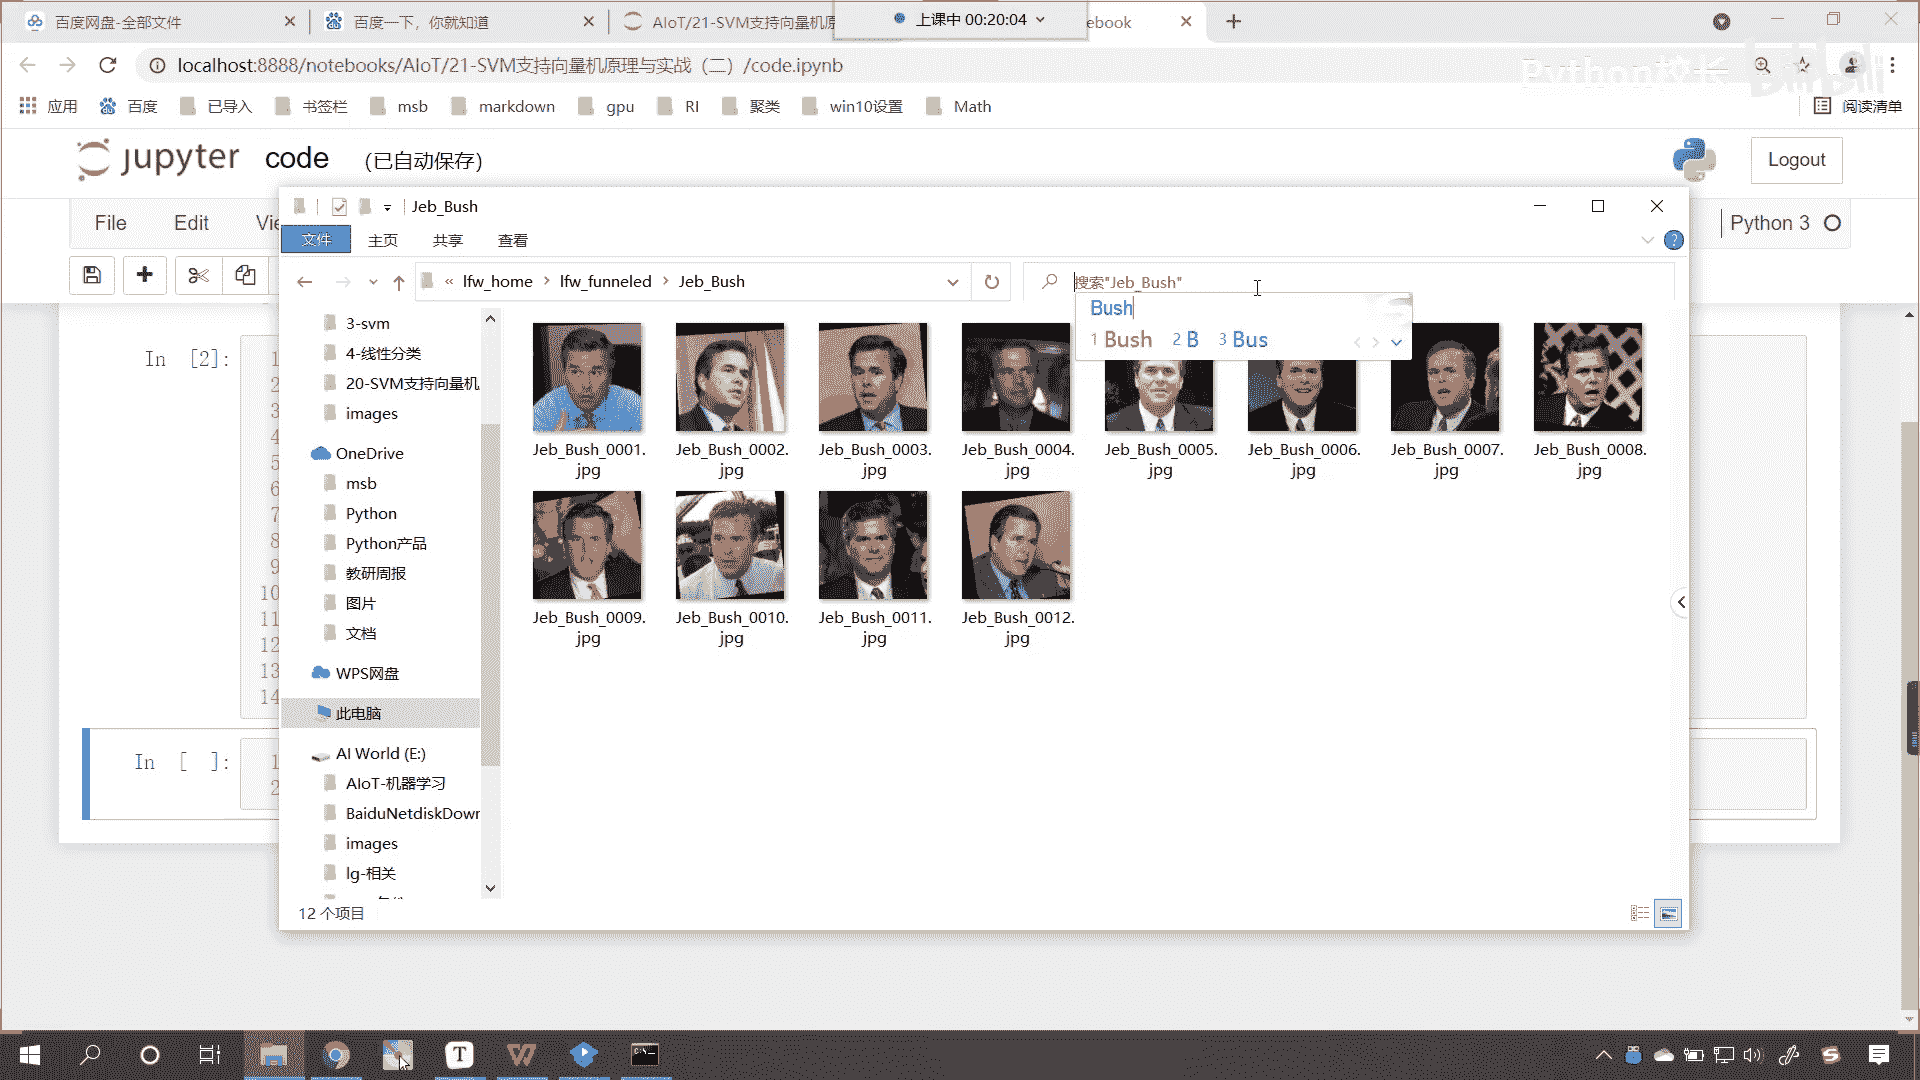 百度网盘-全部文件
百度一下，你就知道
AIoT/21-SVM支持向量机原
上课中 00:20:04
ebook
localhost:8888/notebooks/AIoT/21-SVM支持向量机原理与实战（二）/code.ipynb
Python校长
bilibili
应用
百度
已导入
书签栏
msb
markdown
gpu
RI
聚类
win10设置
Math
阅读清单
jupyter code (已自动保存)
Logout
File Edit Vie
Python 3
Jeb_Bush
文件 主页 共享 查看
« lfw_home › lfw_funneled › Jeb_Bush
搜索"Jeb_Bush"
Bush
1 Bush 2 B 3 Bus
3-svm
4-线性分类
20-SVM支持向量机
images
OneDrive
msb
Python
Python产品
教研周报
图片
文档
WPS网盘
此电脑
AI World (E:)
AIoT-机器学习
BaiduNetdiskDowr
images
lg-相关
Jeb_Bush_0001.
jpg
Jeb_Bush_0002.
jpg
Jeb_Bush_0003.
jpg
Jeb_Bush_0004.
jpg
Jeb_Bush_0005.
jpg
Jeb_Bush_0006.
jpg
Jeb_Bush_0007.
jpg
Jeb_Bush_0008.
jpg
Jeb_Bush_0009.
jpg
Jeb_Bush_0010.
jpg
Jeb_Bush_0011.
jpg
Jeb_Bush_0012.
jpg
12 个项目
In [2]:
1
2
3
4
5
6
7
8
9
10
11
12
13
14
In [ ]:
1
2